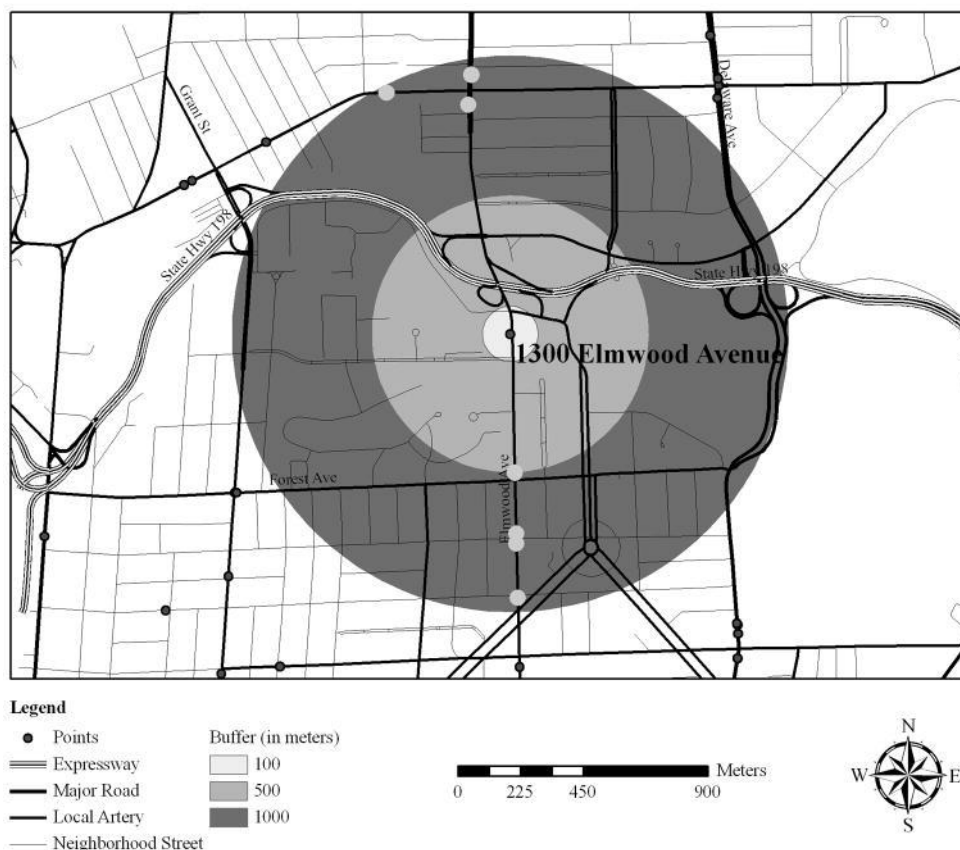 Grant St
Delaware Ave
State Hwy 198
State Hwy 198
1300 Elmwood Avenue
Forest Ave
Elmwood Ave
Legend
Points
Expressway
Major Road
Local Artery
Neighborhood Street
Buffer (in meters)
100
500
1000
Meters
0 225 450 900
N
W E
S